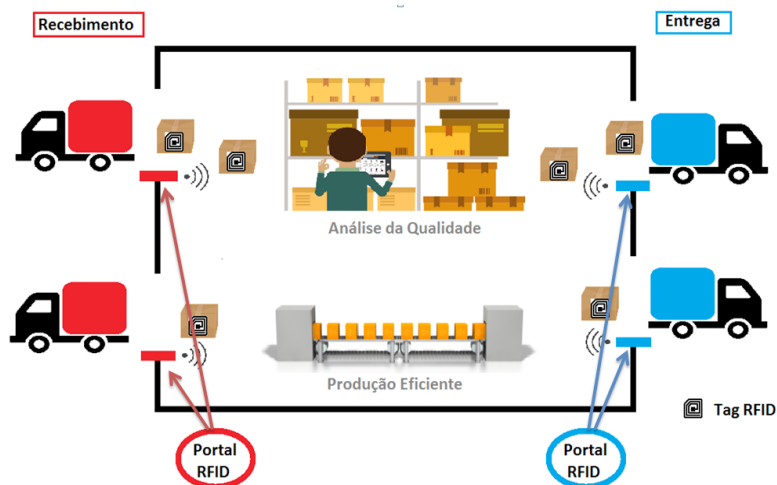 Recebimento
Entrega
Análise da Qualidade
Produção Eficiente
Tag RFID
Portal
RFID
Portal
RFID